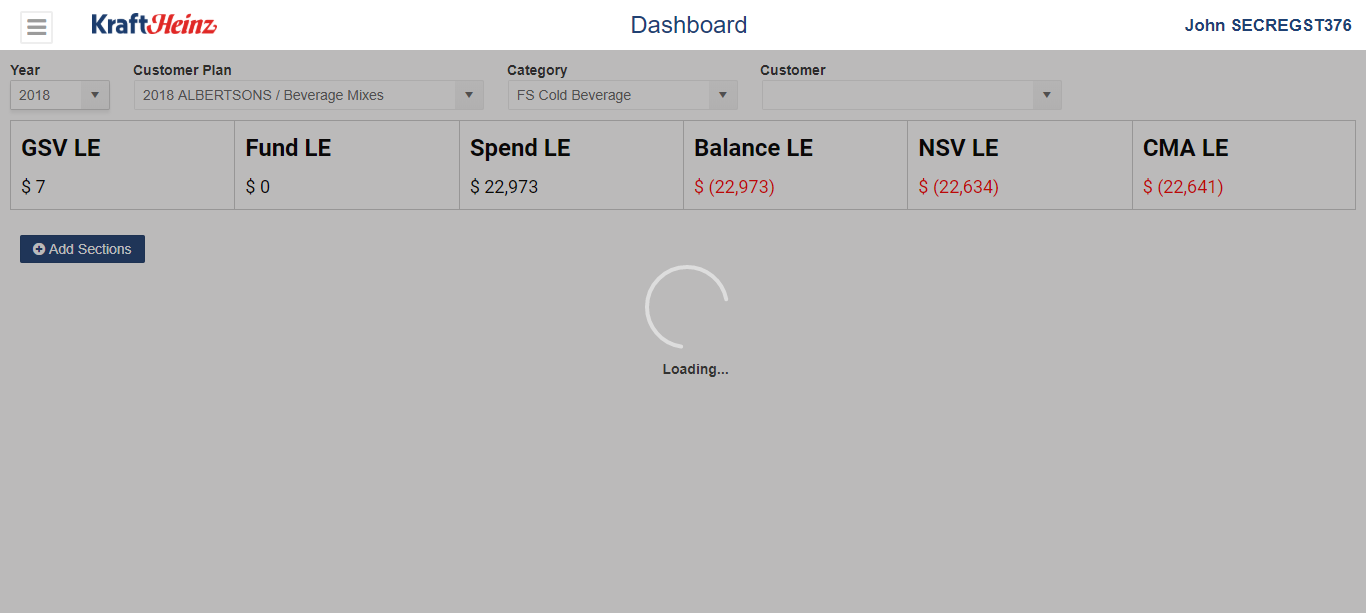 KraftHeinz Dashboard John SECREGST376
Year Customer Plan Category Customer
2018 2018 ALBERTSONS / Beverage Mixes FS Cold Beverage
GSV LE Fund LE Spend LE Balance LE NSV LE CMA LE
$ 7 $ 0 $ 22,973 $ (22,973) $ (22,634) $ (22,641)
Add Sections
Loading...